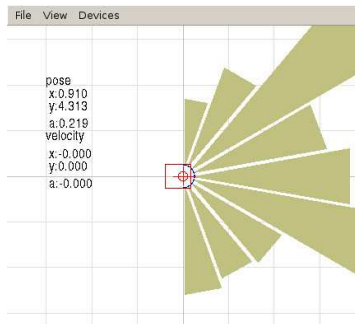 File View Devices
pose
x:0.910
y:4.313
a:0.219
velocity
x:-0.000
y:0.000
a:-0.000